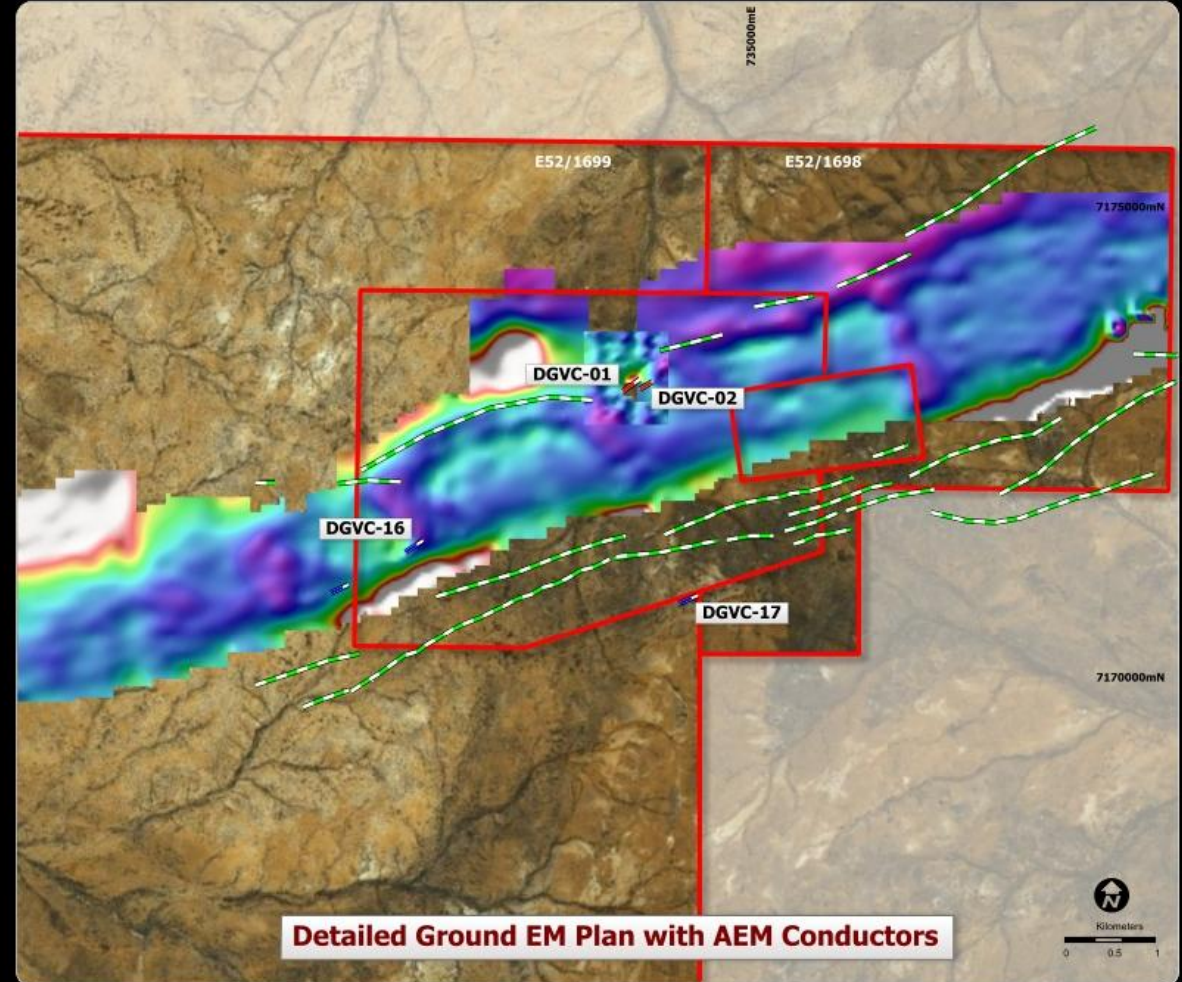 735000mE
E52/1699
E52/1698
7175000mN
DGVC-01
DGVC-02
DGVC-16
DGVC-17
7170000mN
N
Kilometers
0 0.5 1
Detailed Ground EM Plan with AEM Conductors